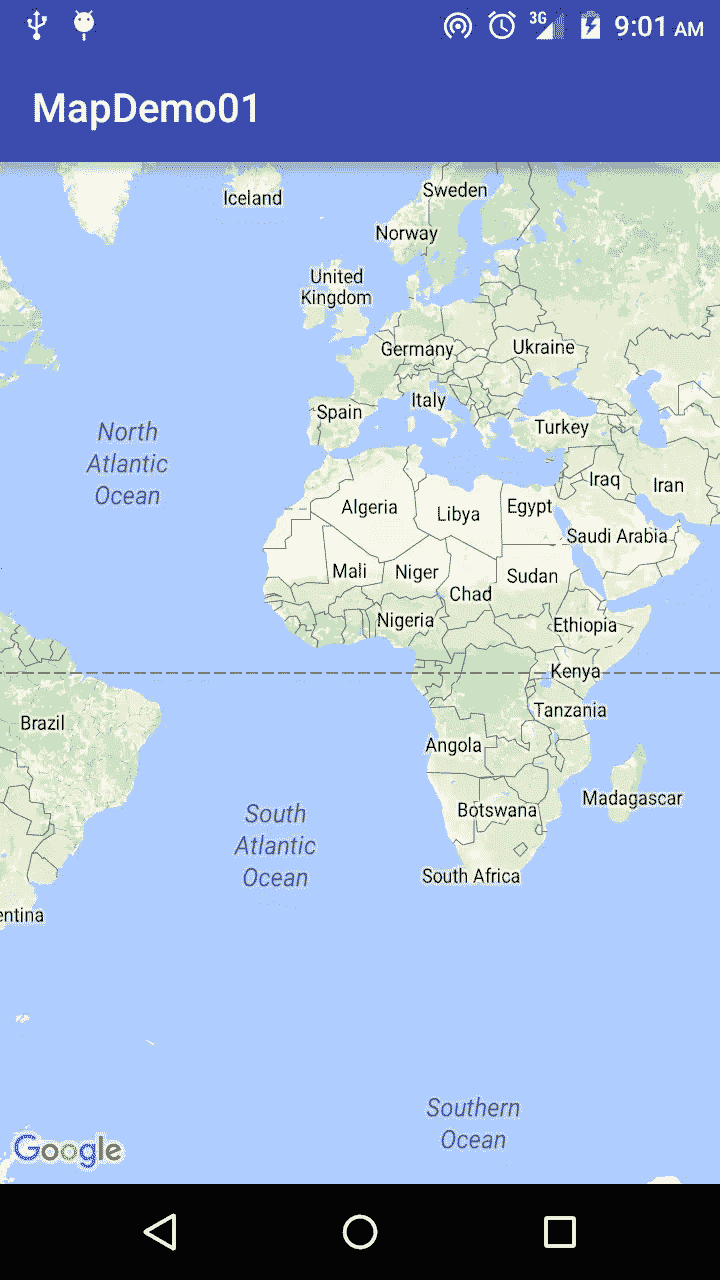 3G 9:01 AM
MapDemo01
Iceland
Sweden
Norway
United
Kingdom
Germany
Ukraine
Italy
Spain
Turkey
North
Atlantic
Ocean
Iraq
Iran
Algeria
Libya
Egypt
Saudi Arabia
Mali
Niger
Sudan
Chad
Nigeria
Ethiopia
Kenya
Tanzania
Brazil
Angola
Madagascar
Botswana
South
Atlantic
Ocean
South Africa
entina
Southern
Ocean
Google